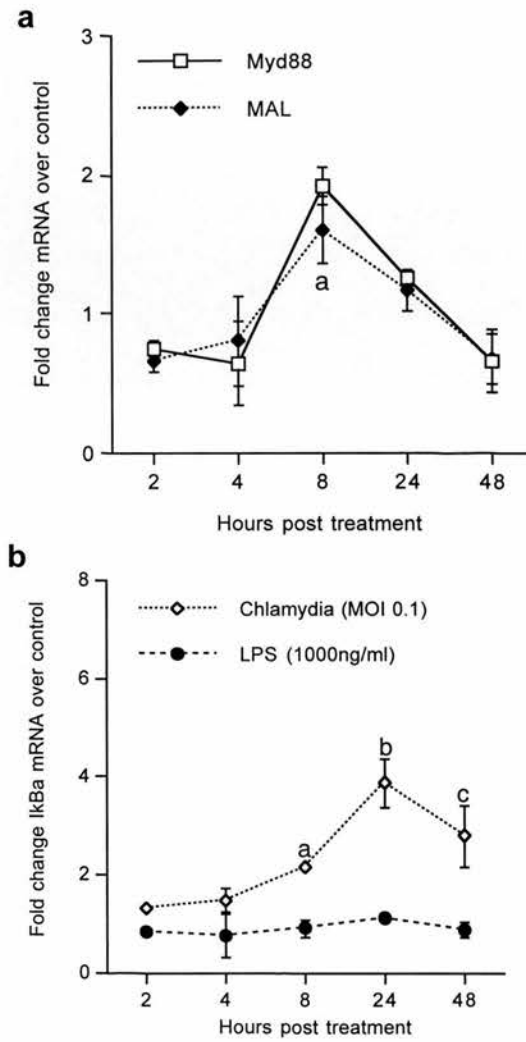 a
Fold change mRNA over control
3
2
1
0
Myd88
MAL
a
2 4 8 24 48
Hours post treatment
b
Fold change IkBa mRNA over control
8
6
4
2
0
Chlamydia (MOI 0.1)
LPS (1000ng/ml)
a
b
c
2 4 8 24 48
Hours post treatment